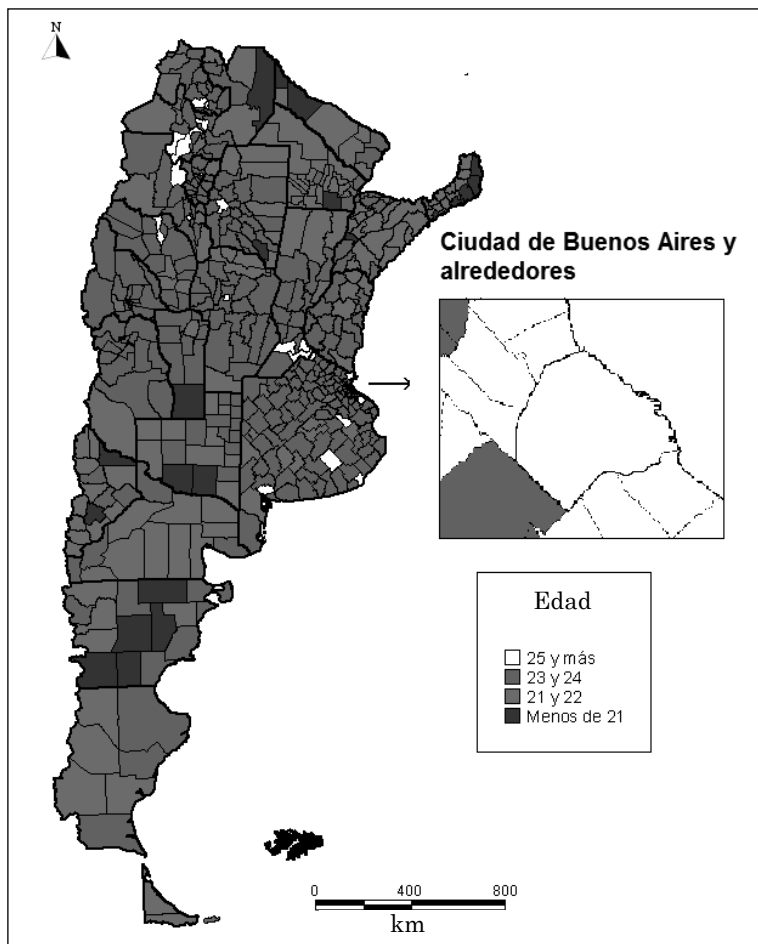 N
Ciudad de Buenos Aires y
alrededores
Edad
25 y más
23 y 24
21 y 22
Menos de 21
0 400 800
km